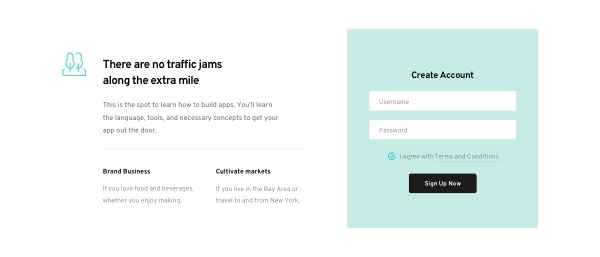 There are no traffic jams
along the extra mile
This is the spot to learn how to build apps. You'll learn
the language, tools, and necessary concepts to get your
app out the door.
Brand Business
If you love food and beverages,
whether you enjoy making.
Cultivate markets
If you live in the Bay Area or
travel to and from New York.
Create Account
Username
Password
I agree with Terms and Conditions
Sign Up Now